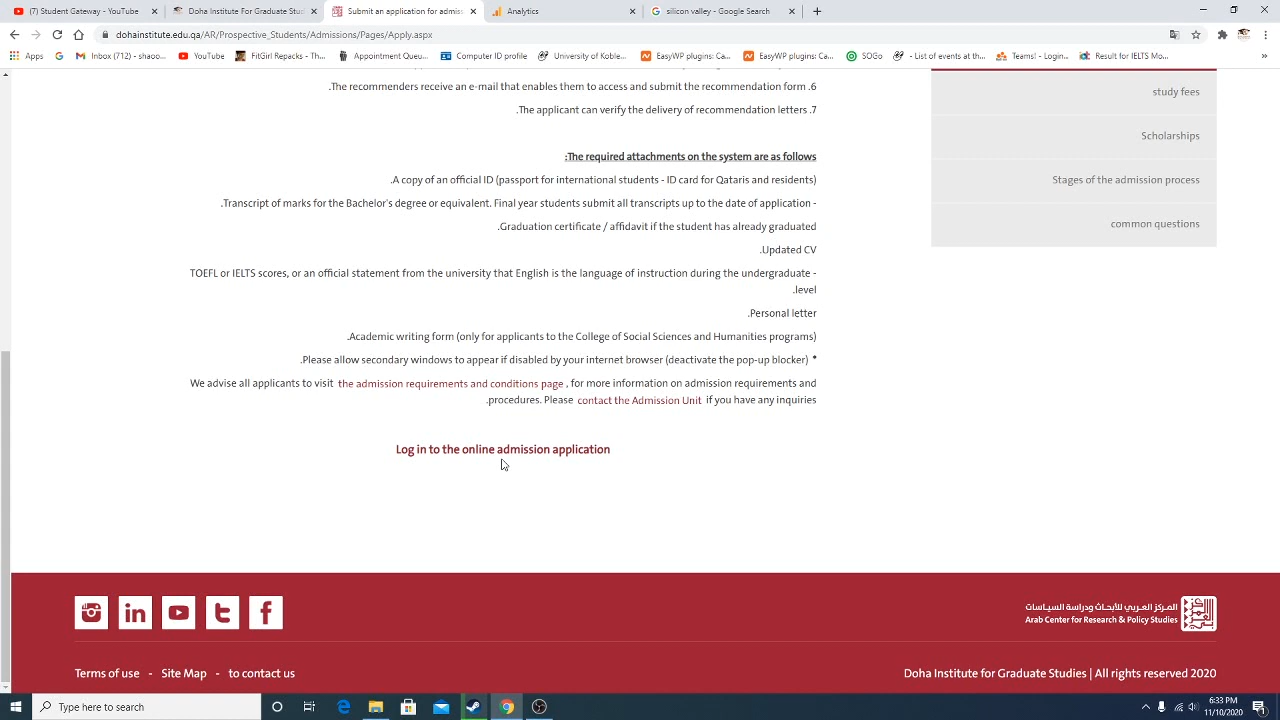 (7) Student Gateway - YouTube
Doha Institute for Graduate Stud
Submit an application for admiss
Analytics
silicon valley - Google Search
dohainstitute.edu.qa/AR/Prospective_Students/Admissions/Pages/Apply.aspx
Apps
G
Inbox (712) - shaoo...
YouTube
FitGirl Repacks - Th...
Appointment Quen...
Computer ID profile
University of Koble...
EasyWP plugins: Ca...
EasyWP plugins: Ca...
SOGo
- List of events at th...
Teams! - Login...
Result for IELTS Mo...
»
.The recommenders receive an e-mail that enables them to access and submit the recommendation form .6
.The applicant can verify the delivery of recommendation letters .7
:The required attachments on the system are as follows
.A copy of an official ID (passport for international students - ID card for Qataris and residents)
.Transcript of marks for the Bachelor's degree or equivalent. Final year students submit all transcripts up to the date of application -
.Graduation certificate / affidavit if the student has already graduated
.Updated CV
TOEFL or IELTS scores, or an official statement from the university that English is the language of instruction during the undergraduate -
.level
.Personal letter
.Academic writing form (only for applicants to the College of Social Sciences and Humanities programs)
.Please allow secondary windows to appear if disabled by your internet browser (deactivate the pop-up blocker) *
We advise all applicants to visit the admission requirements and conditions page , for more information on admission requirements and
.procedures. Please contact the Admission Unit if you have any inquiries
Log in to the online admission application
study fees
Scholarships
Stages of the admission process
common questions
المركز العربي للأبحاث ودراسة السياسات
Arab Center for Research & Policy Studies
Terms of use - Site Map - to contact us
Doha Institute for Graduate Studies | All rights reserved 2020
Type here to search
6:33 PM
11/10/2020